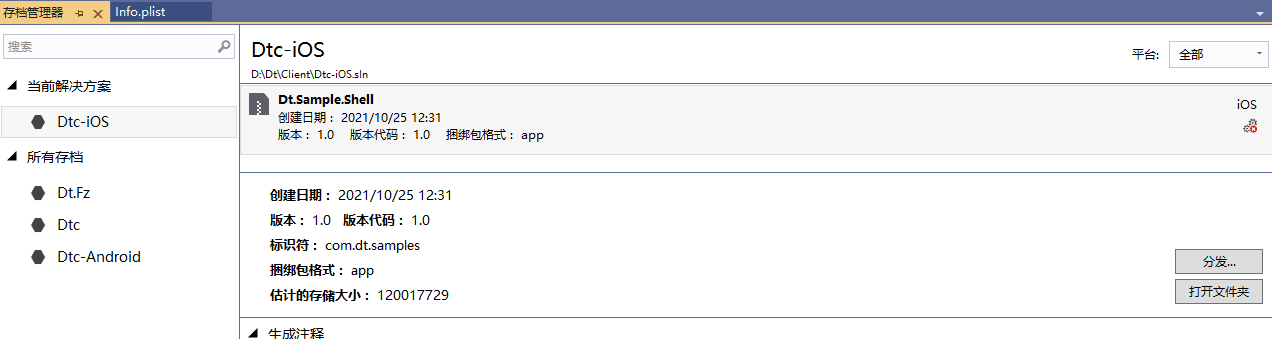 存档管理器
Info.plist
搜索
当前解决方案
Dtc-iOS
所有存档
Dt.Fz
Dtc
Dtc-Android
Dtc-iOS
D:\Dt\Client\Dtc-iOS.sln
平台: 全部
Dt.Sample.Shell
创建日期： 2021/10/25 12:31
版本： 1.0 版本代码： 1.0 捆绑包格式： app
iOS
创建日期： 2021/10/25 12:31
版本： 1.0 版本代码： 1.0
标识符： com.dt.samples
捆绑包格式： app
估计的存储大小： 120017729
分发...
打开文件夹
生成注释